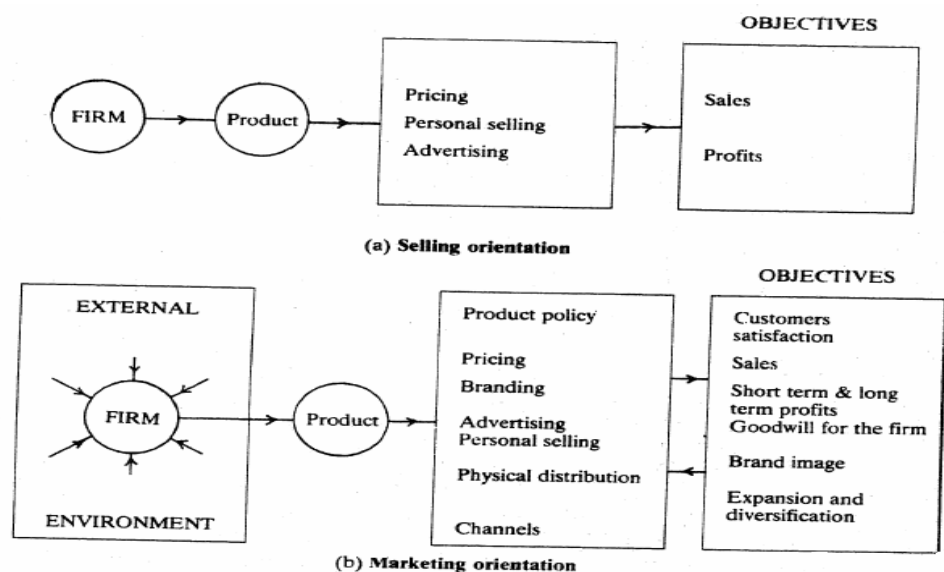 OBJECTIVES
FIRM
Product
Pricing
Personal selling
Advertising
Sales
Profits
(a) Selling orientation
OBJECTIVES
EXTERNAL
FIRM
ENVIRONMENT
Product
Product policy
Pricing
Branding
Advertising
Personal selling
Physical distribution
Channels
Customers
satisfaction
Sales
Short term & long
term profits
Goodwill for the firm
Brand image
Expansion and
diversification
(b) Marketing orientation